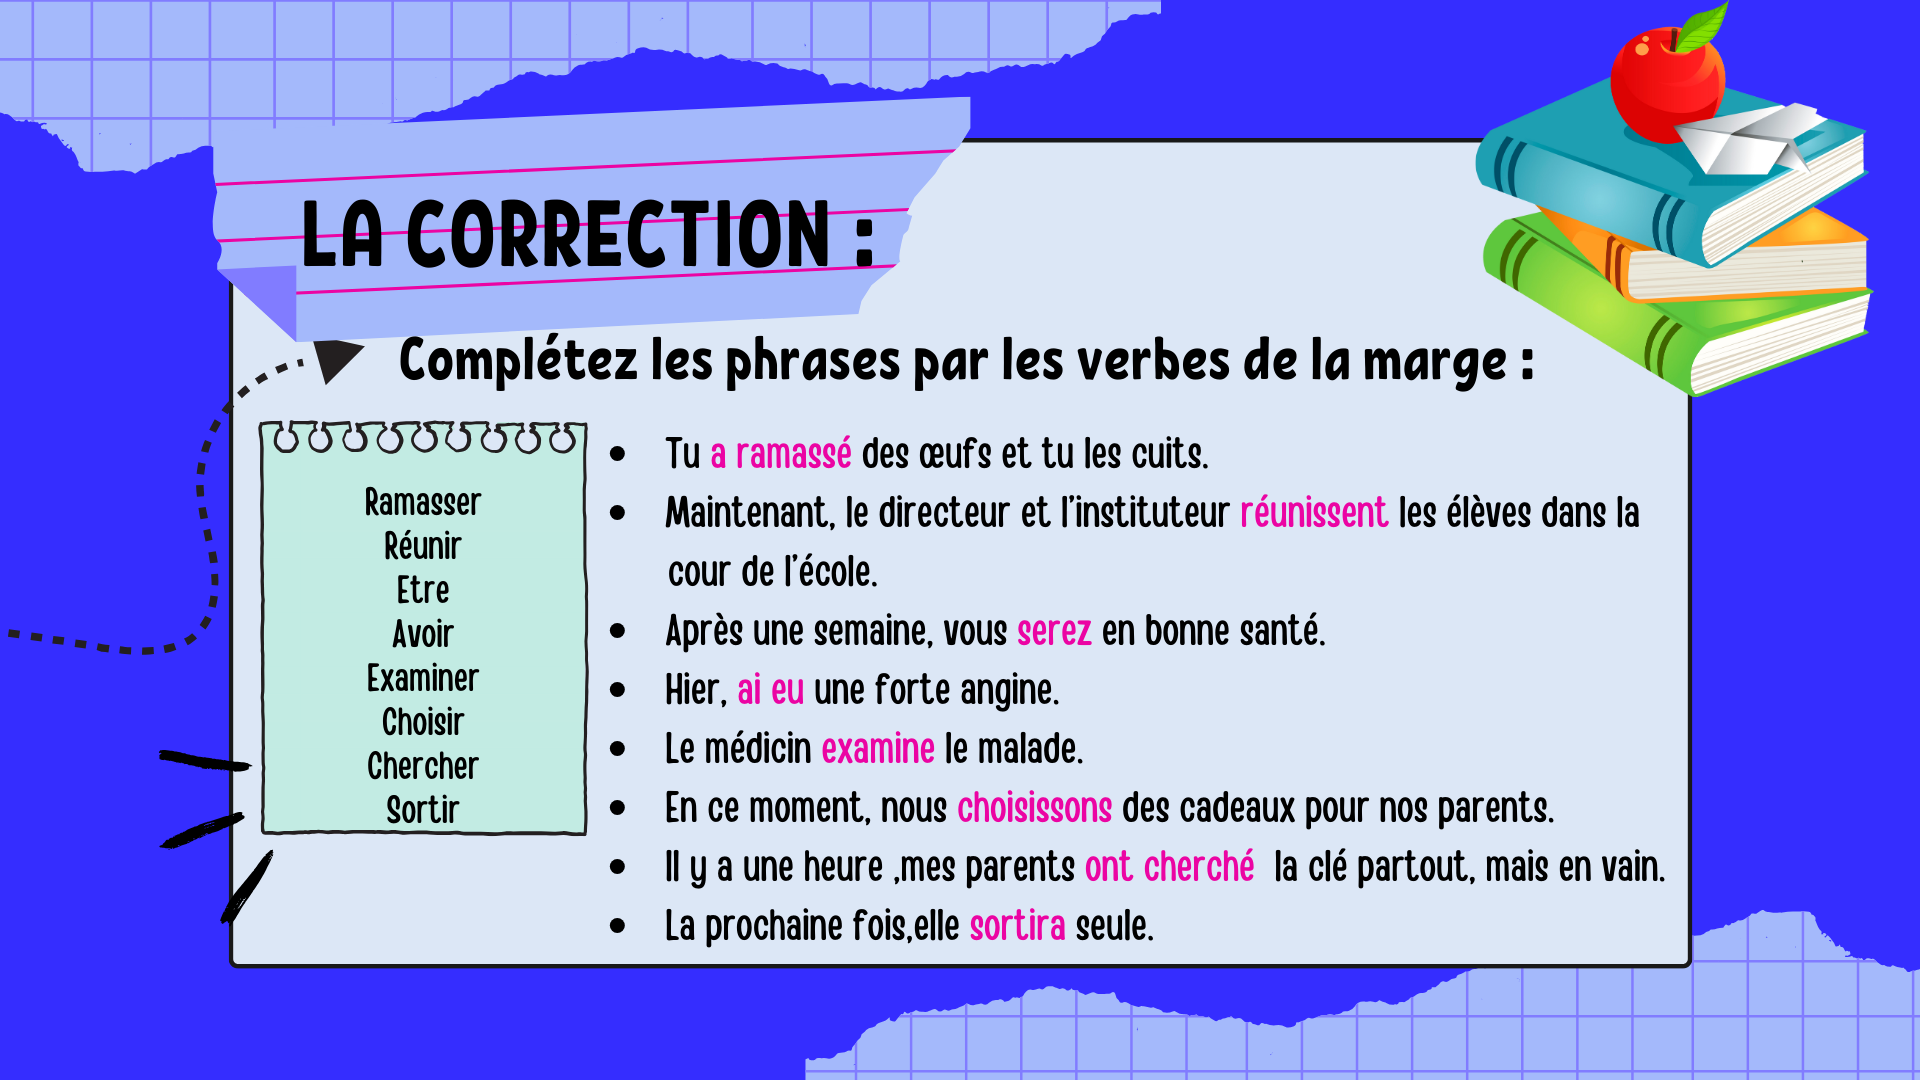 LA CORRECTION :
Complétez les phrases par les verbes de la marge :
Ramasser
Réunir
Etre
Avoir
Examiner
Choisir
Chercher
Sortir
• Tu a ramassé des œufs et tu les cuits.
• Maintenant, le directeur et l'instituteur réunissent les élèves dans la
cour de l'école.
• Après une semaine, vous serez en bonne santé.
• Hier, ai eu une forte angine.
• Le médicin examine le malade.
• En ce moment, nous choisissons des cadeaux pour nos parents.
• Il y a une heure ,mes parents ont cherché  la clé partout, mais en vain.
• La prochaine fois,elle sortira seule.